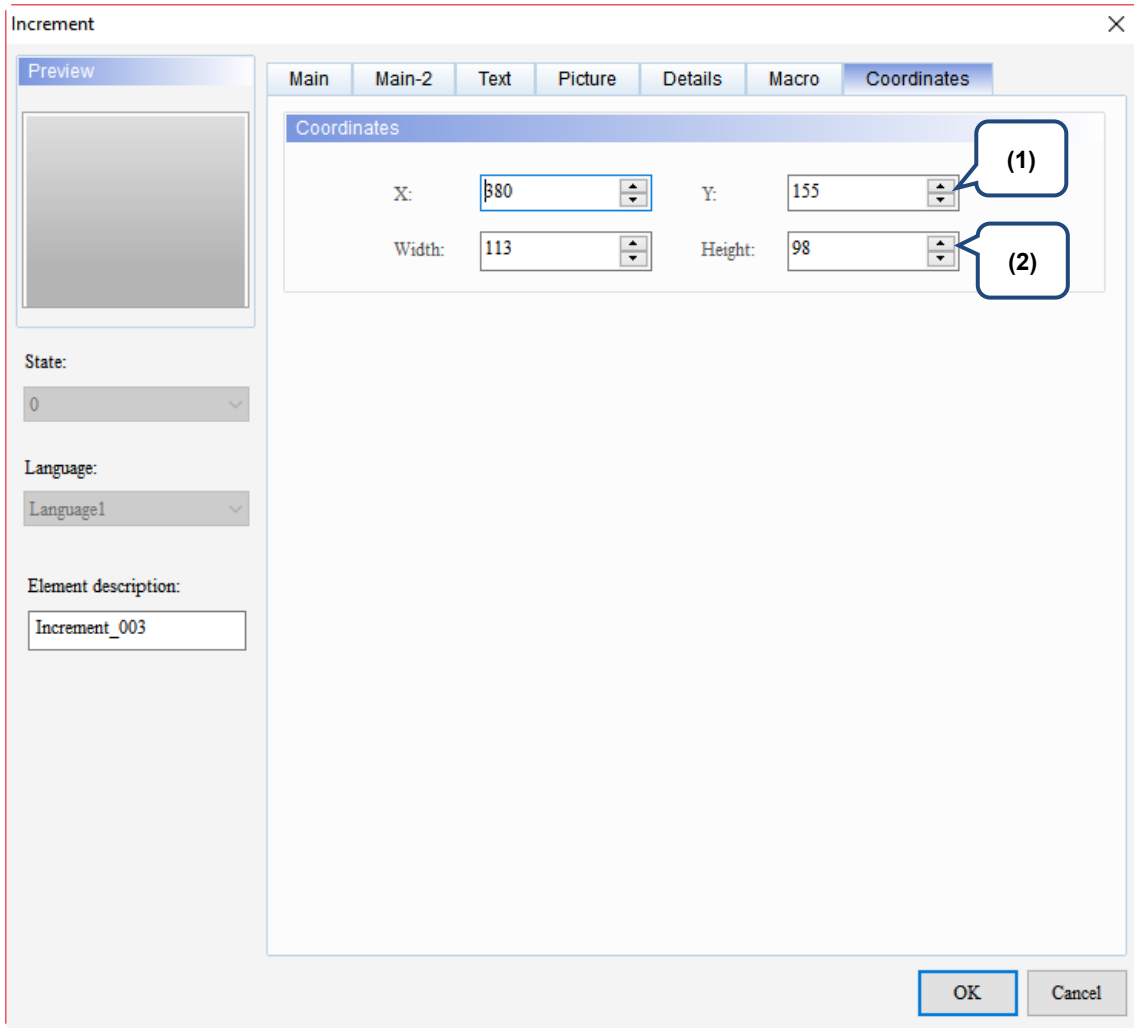 Increment
Preview
Main Main-2 Text Picture Details Macro Coordinates
Coordinates
(1)
X: 380 Y: 155
Width: 113 Height: 98
(2)
State:
0
Language:
Language1
Element description:
Increment_003
OK Cancel